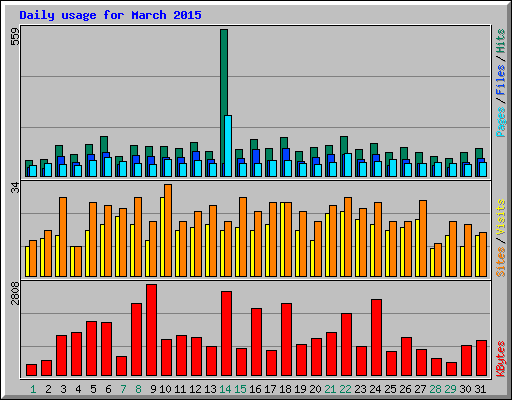 Daily usage for March 2015
559
Pages/Files/Hits
34
Sites/Visits
2808
KBytes
1 2 3 4 5 6 7 8 9 10 11 12 13 14 15 16 17 18 19 20 21 22 23 24 25 26 27 28 29 30 31